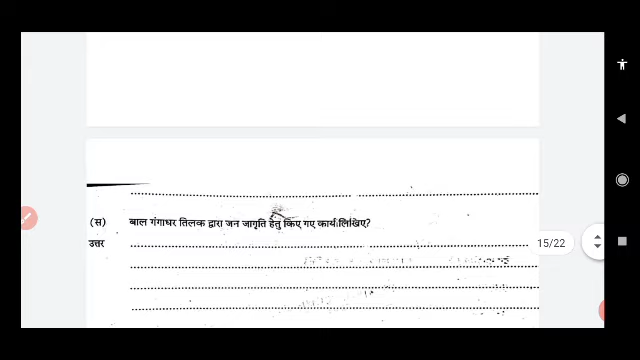 (स) बाल गंगाधर तिलक द्वारा जन जागृति हेतु किए गए कार्य लिखिए?
उत्तर
15/22